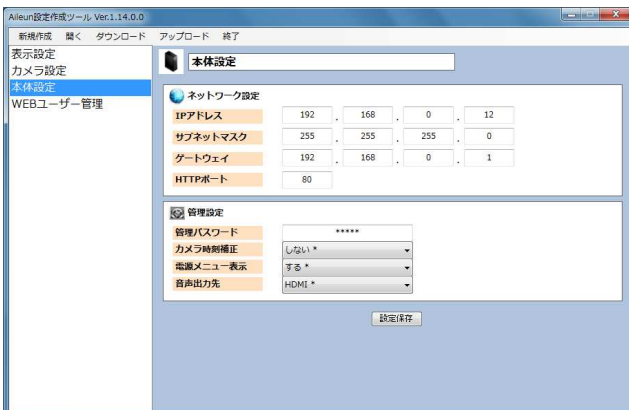 Aileun設定作成ツール Ver.1.14.0.0
新規作成 開く ダウンロード アップロード 終了
表示設定
カメラ設定
本体設定
WEBユーザー管理
本体設定
ネットワーク設定
IPアドレス 192 . 168 . 0 . 12
サブネットマスク 255 . 255 . 255 . 0
ゲートウェイ 192 . 168 . 0 . 1
HTTPポート 80
管理設定
管理パスワード *****
カメラ時刻補正 しない *
電源メニュー表示 する *
音声出力先 HDMI *
設定保存